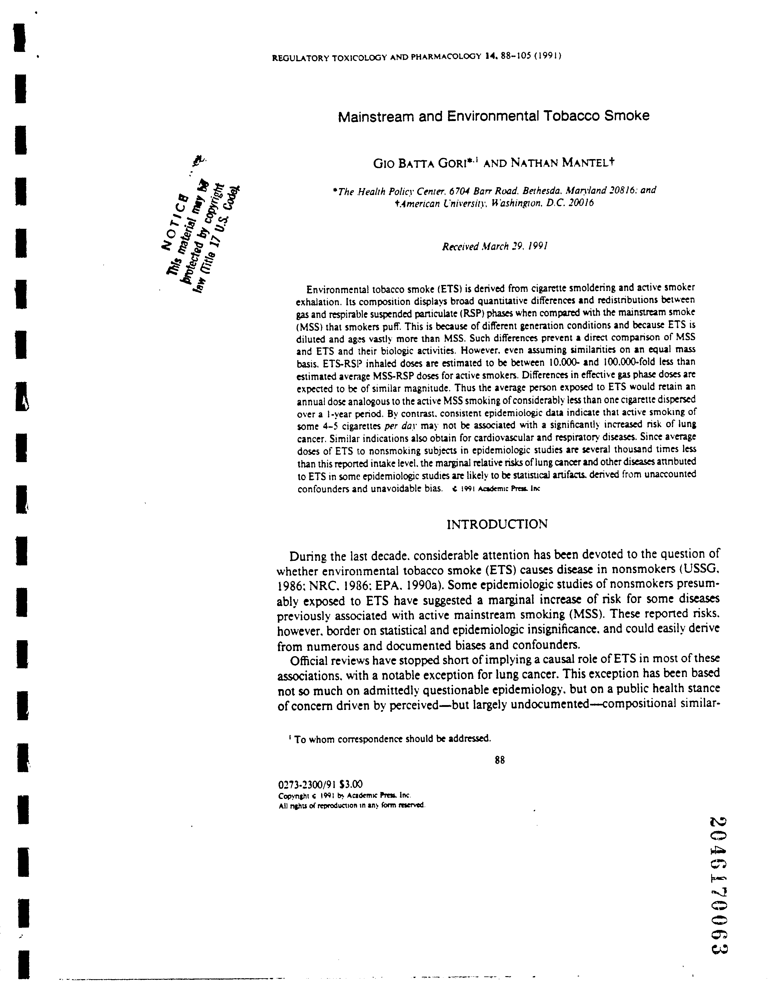 REGULATORY TOXICOLOGY AND PHARMACOLOGY 14, 88–105 (1991)
Mainstream and Environmental Tobacco Smoke
GIO BATTA GORI*,1 AND NATHAN MANTEL†
*The Health Policy Center, 6704 Barr Road, Bethesda, Maryland 20816; and
†American University, Washington, D.C. 20016
Received March 29, 1991
NOTICE
This material may be
protected by copyright
law (Title 17 U.S. Code).
Environmental tobacco smoke (ETS) is derived from cigarette smoldering and active smoker
exhalation. Its composition displays broad quantitative differences and redistributions between
gas and respirable suspended particulate (RSP) phases when compared with the mainstream smoke
(MSS) that smokers puff. This is because of different generation conditions and because ETS is
diluted and ages vastly more than MSS. Such differences prevent a direct comparison of MSS
and ETS and their biologic activities. However, even assuming similarities on an equal mass
basis, ETS-RSP inhaled doses are estimated to be between 10,000- and 100,000-fold less than
estimated average MSS-RSP doses for active smokers. Differences in effective gas phase doses are
expected to be of similar magnitude. Thus the average person exposed to ETS would retain an
annual dose analogous to the active MSS smoking of considerably less than one cigarette dispersed
over a 1-year period. By contrast, consistent epidemiologic data indicate that active smoking of
some 4–5 cigarettes per day may not be associated with a significantly increased risk of lung
cancer. Similar indications also obtain for cardiovascular and respiratory diseases. Since average
doses of ETS to nonsmoking subjects in epidemiologic studies are several thousand times less
than this reported intake level, the marginal relative risks of lung cancer and other diseases attributed
to ETS in some epidemiologic studies are likely to be statistical artifacts, derived from unaccounted
confounders and unavoidable bias. © 1991 Academic Press, Inc
INTRODUCTION
During the last decade, considerable attention has been devoted to the question of
whether environmental tobacco smoke (ETS) causes disease in nonsmokers (USSG,
1986; NRC, 1986; EPA, 1990a). Some epidemiologic studies of nonsmokers presum-
ably exposed to ETS have suggested a marginal increase of risk for some diseases
previously associated with active mainstream smoking (MSS). These reported risks,
however, border on statistical and epidemiologic insignificance, and could easily derive
from numerous and documented biases and confounders.
Official reviews have stopped short of implying a causal role of ETS in most of these
associations, with a notable exception for lung cancer. This exception has been based
not so much on admittedly questionable epidemiology, but on a public health stance
of concern driven by perceived—but largely undocumented—compositional similar-
1 To whom correspondence should be addressed.
88
0273-2300/91 $3.00
Copyright © 1991 by Academic Press, Inc.
All rights of reproduction in any form reserved.
2046170063